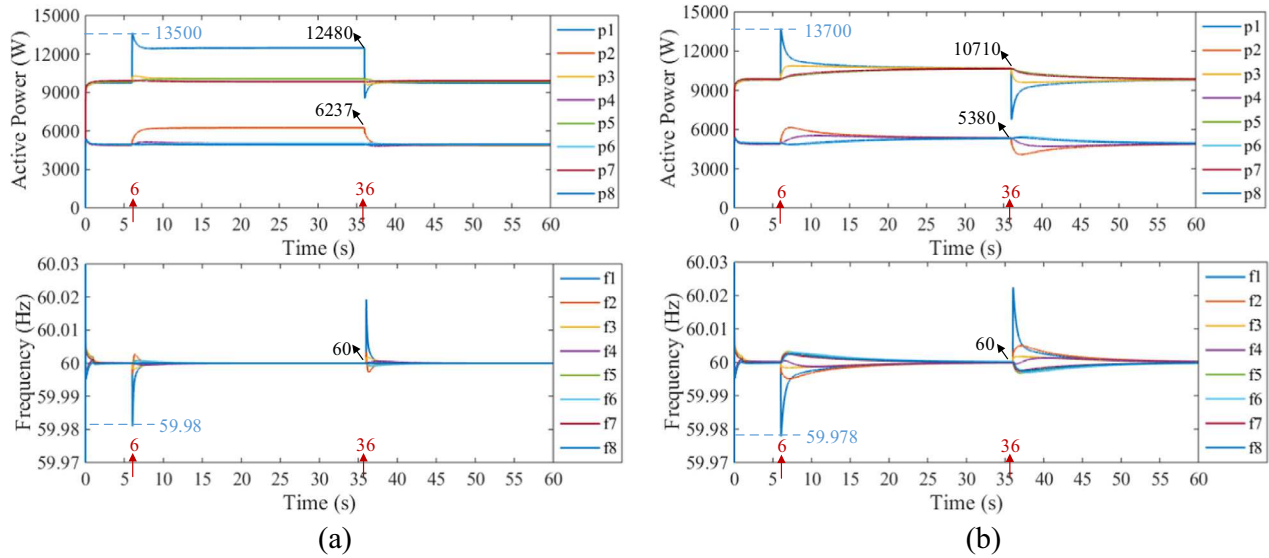 15000
12000
9000
6000
3000
0
Active Power (W)
13500
12480
6237
6
36
0 5 10 15 20 25 30 35 40 45 50 55 60
Time (s)
p1
p2
p3
p4
p5
p6
p7
p8
60.03
60.02
60.01
60
59.99
59.98
59.97
Frequency (Hz)
60
59.98
6
36
0 5 10 15 20 25 30 35 40 45 50 55 60
Time (s)
f1
f2
f3
f4
f5
f6
f7
f8
(a)
15000
12000
9000
6000
3000
0
Active Power (W)
13700
10710
5380
6
36
0 5 10 15 20 25 30 35 40 45 50 55 60
Time (s)
p1
p2
p3
p4
p5
p6
p7
p8
60.03
60.02
60.01
60
59.99
59.98
59.97
Frequency (Hz)
60
59.978
6
36
0 5 10 15 20 25 30 35 40 45 50 55 60
Time (s)
f1
f2
f3
f4
f5
f6
f7
f8
(b)